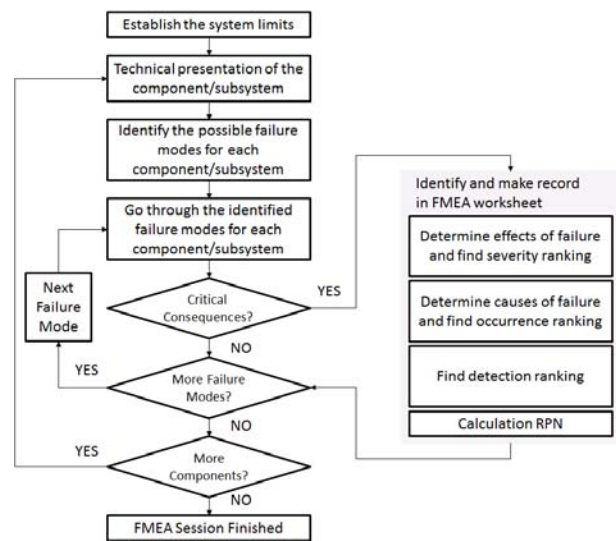 Establish the system limits
Technical presentation of the
component/subsystem
Identify the possible failure
modes for each
component/subsystem
Go through the identified
failure modes for each
component/subsystem
Next
Failure
Mode
Critical
Consequences?
YES
NO
YES
More Failure
Modes?
NO
YES
More
Components?
NO
FMEA Session Finished
Identify and make record
in FMEA worksheet
Determine effects of failure
and find severity ranking
Determine causes of failure
and find occurrence ranking
Find detection ranking
Calculation RPN